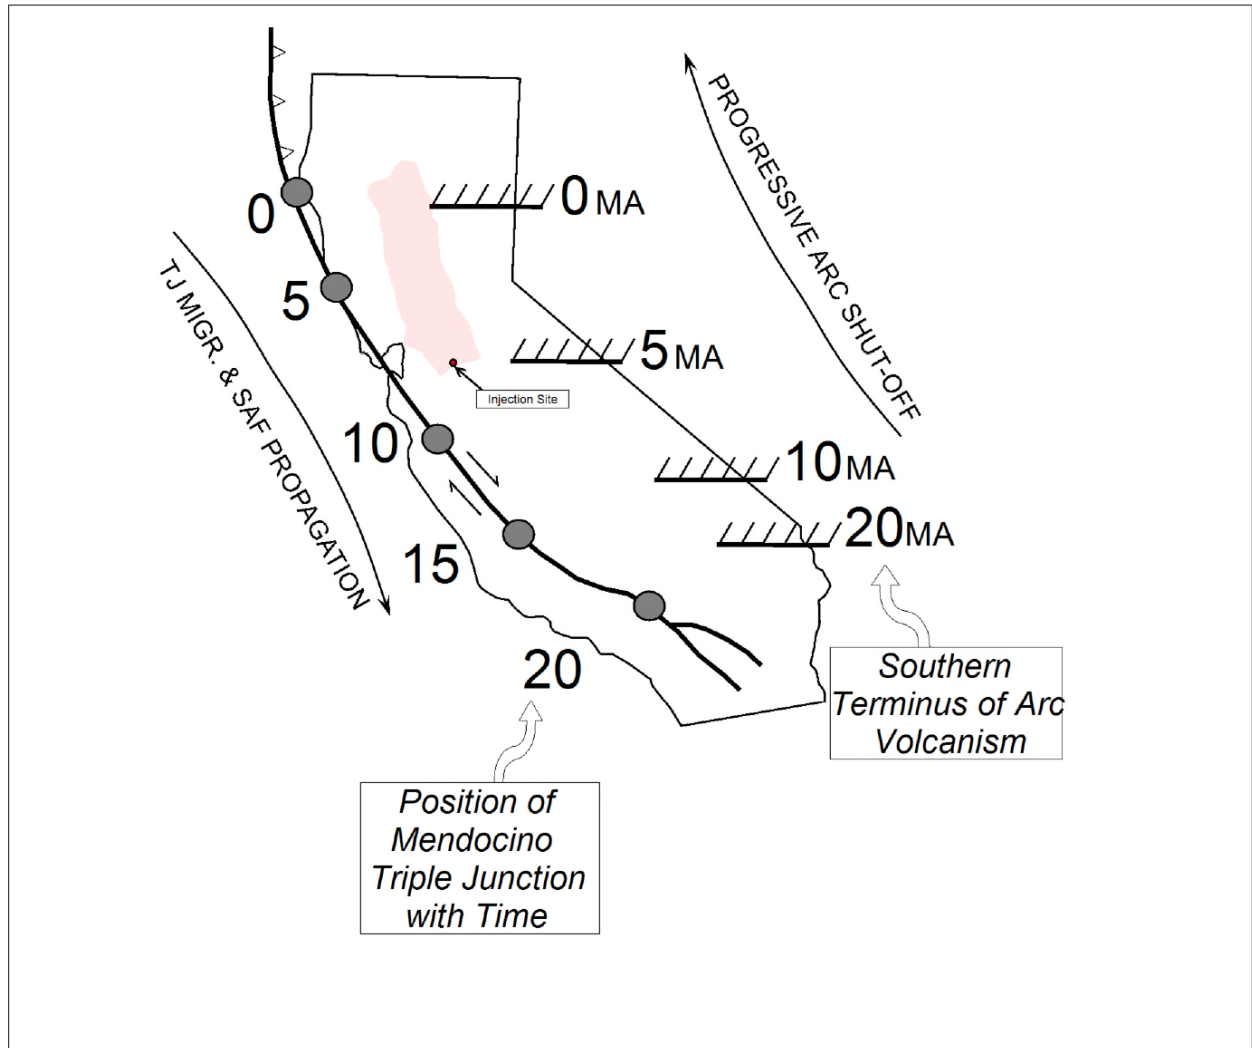 PROGRESSIVE ARC SHUT-OFF
0 MA
0
5
TJ MIGR. & SAF PROPAGATION
5 MA
Injection Site
10
10 MA
20 MA
15
20
Southern
Terminus of Arc
Volcanism
Position of
Mendocino
Triple Junction
with Time